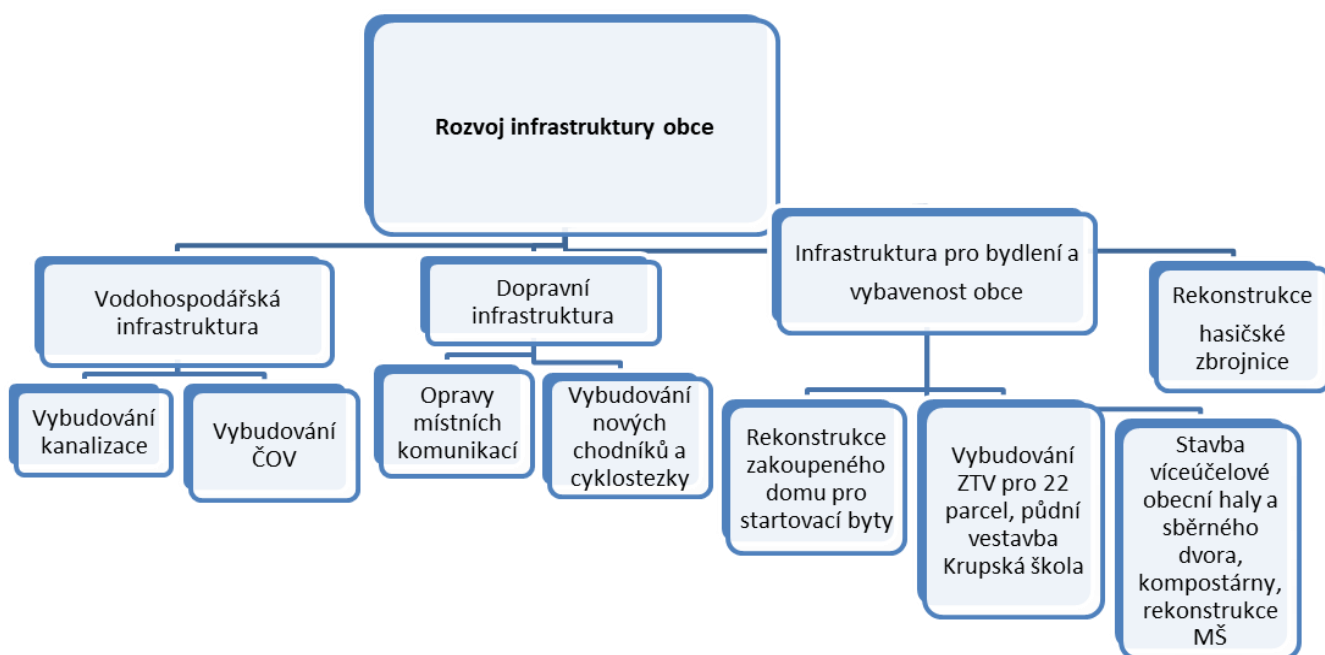 Rozvoj infrastruktury obce
Vodohospodářská
infrastruktura
Dopravní
infrastruktura
Infrastruktura pro bydlení a
vybavenost obce
Rekonstrukce
hasičské
zbrojnice
Vybudování
kanalizace
Vybudování
ČOV
Opravy
místních
komunikací
Vybudování
nových
chodníků a
cyklostezky
Rekonstrukce
zakoupeného
domu pro
startovací byty
Vybudování
ZTV pro 22
parcel, půdní
vestavba
Krupská škola
Stavba
víceúčelové
obecní haly a
sběrného
dvora,
kompostárny,
rekonstrukce
MŠ